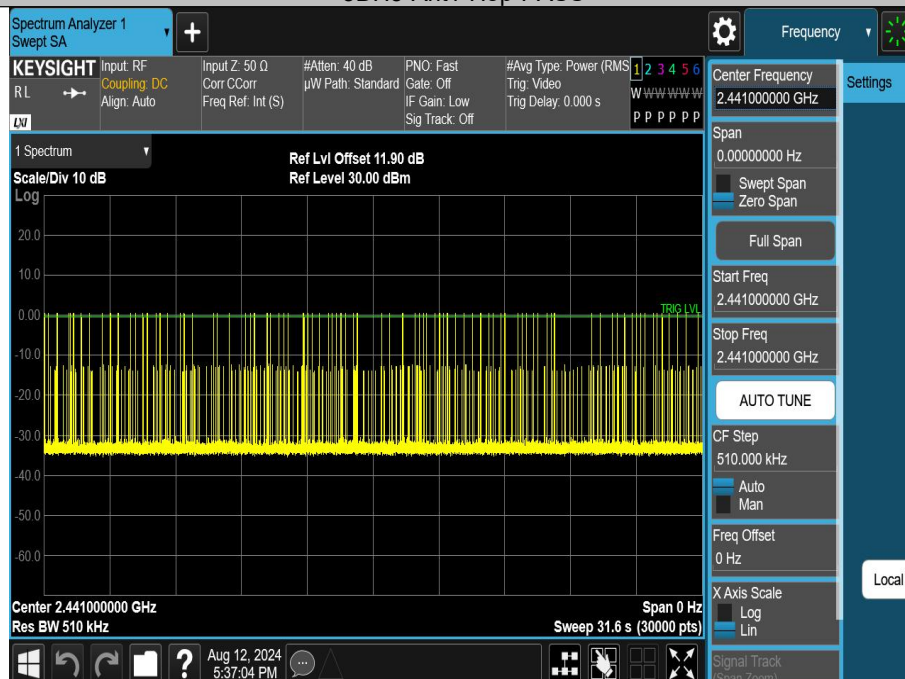 Spectrum Analyzer 1
Swept SA
Frequency
KEYSIGHT
RL
LXI
Input: RF
Coupling: DC
Align: Auto
Input Z: 50 Ω
Corr CCorr
Freq Ref: Int (S)
#Atten: 40 dB
µW Path: Standard
PNO: Fast
Gate: Off
IF Gain: Low
Sig Track: Off
#Avg Type: Power (RMS
Trig: Video
Trig Delay: 0.000 s
1 2 3 4 5 6
W W W W W W
P P P P P P
1 Spectrum
Scale/Div 10 dB
Log
Ref Lvl Offset 11.90 dB
Ref Level 30.00 dBm
20.0
10.0
0.00
TRIG LVL
-10.0
-20.0
-30.0
-40.0
-50.0
-60.0
Center 2.441000000 GHz
Res BW 510 kHz
Span 0 Hz
Sweep 31.6 s (30000 pts)
Center Frequency
2.441000000 GHz
Span
0.00000000 Hz
Swept Span
Zero Span
Full Span
Start Freq
2.441000000 GHz
Stop Freq
2.441000000 GHz
AUTO TUNE
CF Step
510.000 kHz
Auto
Man
Freq Offset
0 Hz
X Axis Scale
Log
Lin
Signal Track
(Span Zoom)
Settings
Local
?
Aug 12, 2024
5:37:04 PM